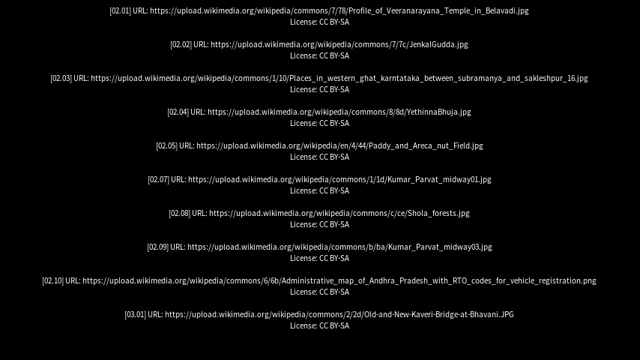 [02.01] URL: https://upload.wikimedia.org/wikipedia/commons/7/78/Profile_of_Veeranarayana_Temple_in_Belavadi.jpg
License: CC BY-SA
[02.02] URL: https://upload.wikimedia.org/wikipedia/commons/7/7c/JenkalGudda.jpg
License: CC BY-SA
[02.03] URL: https://upload.wikimedia.org/wikipedia/commons/1/10/Places_in_western_ghat_karntataka_between_subramanya_and_sakleshpur_16.jpg
License: CC BY-SA
[02.04] URL: https://upload.wikimedia.org/wikipedia/commons/8/8d/YethinnaBhuja.jpg
License: CC BY-SA
[02.05] URL: https://upload.wikimedia.org/wikipedia/en/4/44/Paddy_and_Areca_nut_Field.jpg
License: CC BY-SA
[02.07] URL: https://upload.wikimedia.org/wikipedia/commons/1/1d/Kumar_Parvat_midway01.jpg
License: CC BY-SA
[02.08] URL: https://upload.wikimedia.org/wikipedia/commons/c/ce/Shola_forests.jpg
License: CC BY-SA
[02.09] URL: https://upload.wikimedia.org/wikipedia/commons/b/ba/Kumar_Parvat_midway03.jpg
License: CC BY-SA
[02.10] URL: https://upload.wikimedia.org/wikipedia/commons/6/6b/Administrative_map_of_Andhra_Pradesh_with_RTO_codes_for_vehicle_registration.png
License: CC BY-SA
[03.01] URL: https://upload.wikimedia.org/wikipedia/commons/2/2d/Old-and-New-Kaveri-Bridge-at-Bhavani.JPG
License: CC BY-SA